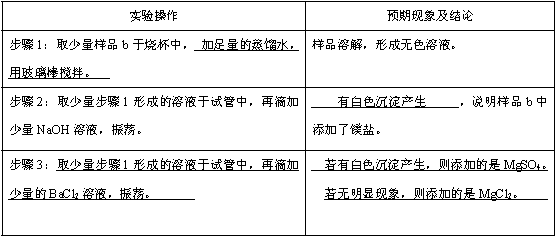 实验操作
预期现象及结论
步骤1：取少量样品b于烧杯中，加足量的蒸馏水，
用玻璃棒搅拌。
样品溶解，形成无色溶液。
步骤2：取少量步骤1形成的溶液于试管中，再滴加
少量NaOH溶液，振荡。
有白色沉淀产生，说明样品b中
添加了镁盐。
步骤3：取少量步骤1形成的溶液于试管中，再滴加
少量的BaCl₂溶液，振荡。
若有白色沉淀产生，则添加的是MgSO₄。
若无明显现象，则添加的是MgCl₂。